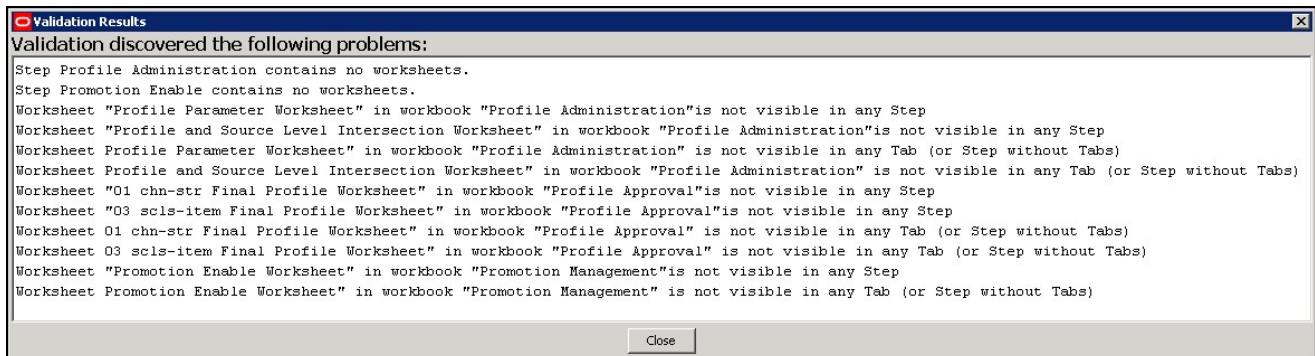 Validation Results
Validation discovered the following problems:
Step Profile Administration contains no worksheets.
Step Promotion Enable contains no worksheets.
Worksheet "Profile Parameter Worksheet" in workbook "Profile Administration"is not visible in any Step
Worksheet "Profile and Source Level Intersection Worksheet" in workbook "Profile Administration"is not visible in any Step
Worksheet Profile Parameter Worksheet" in workbook "Profile Administration" is not visible in any Tab (or Step without Tabs)
Worksheet Profile and Source Level Intersection Worksheet" in workbook "Profile Administration" is not visible in any Tab (or Step without Tabs)
Worksheet "01 chn-str Final Profile Worksheet" in workbook "Profile Approval"is not visible in any Step
Worksheet "03 scls-item Final Profile Worksheet" in workbook "Profile Approval"is not visible in any Step
Worksheet 01 chn-str Final Profile Worksheet" in workbook "Profile Approval" is not visible in any Tab (or Step without Tabs)
Worksheet 03 scls-item Final Profile Worksheet" in workbook "Profile Approval" is not visible in any Tab (or Step without Tabs)
Worksheet "Promotion Enable Worksheet" in workbook "Promotion Management"is not visible in any Step
Worksheet Promotion Enable Worksheet" in workbook "Promotion Management" is not visible in any Tab (or Step without Tabs)
Close